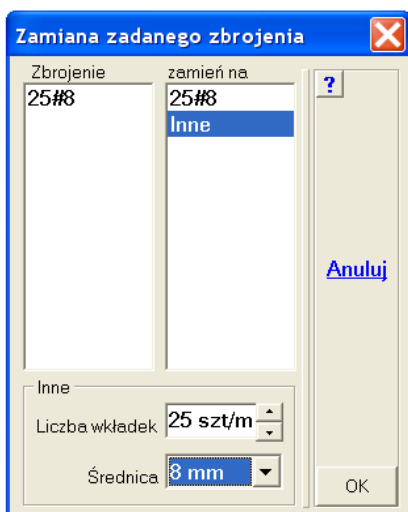 Zamiana zadanego zbrojenia
Zbrojenie zamień na
25#8 25#8
Inne
?
Anuluj
Inne
Liczba wkładek 25 szt/m
Średnica 8 mm
OK